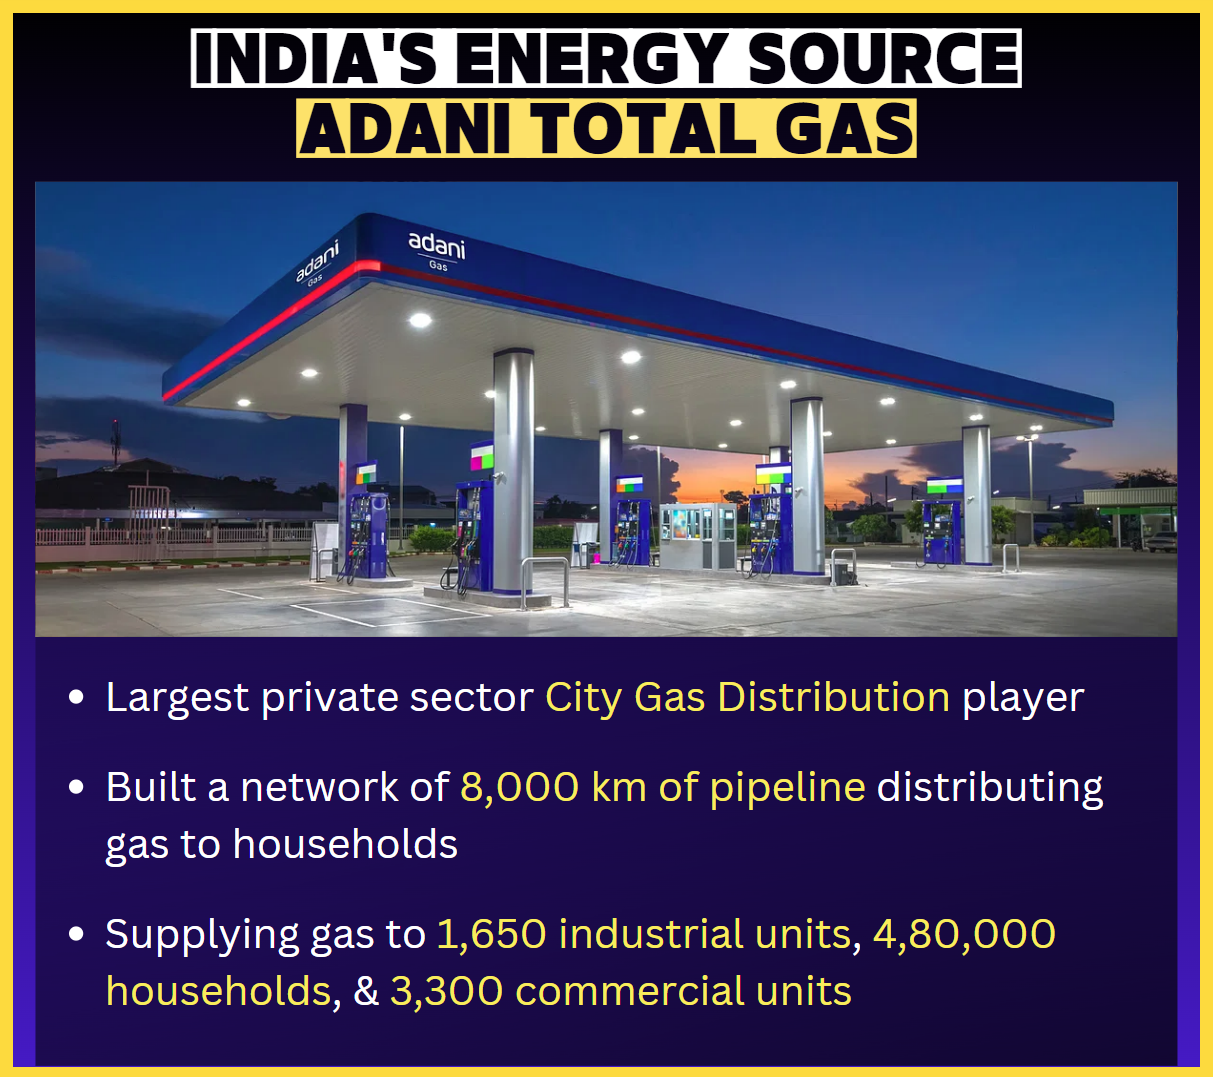 INDIA'S ENERGY SOURCE
ADANI TOTAL GAS
adani
Gas
adani
Gas
• Largest private sector City Gas Distribution player
• Built a network of 8,000 km of pipeline distributing
gas to households
• Supplying gas to 1,650 industrial units, 4,80,000
households, & 3,300 commercial units